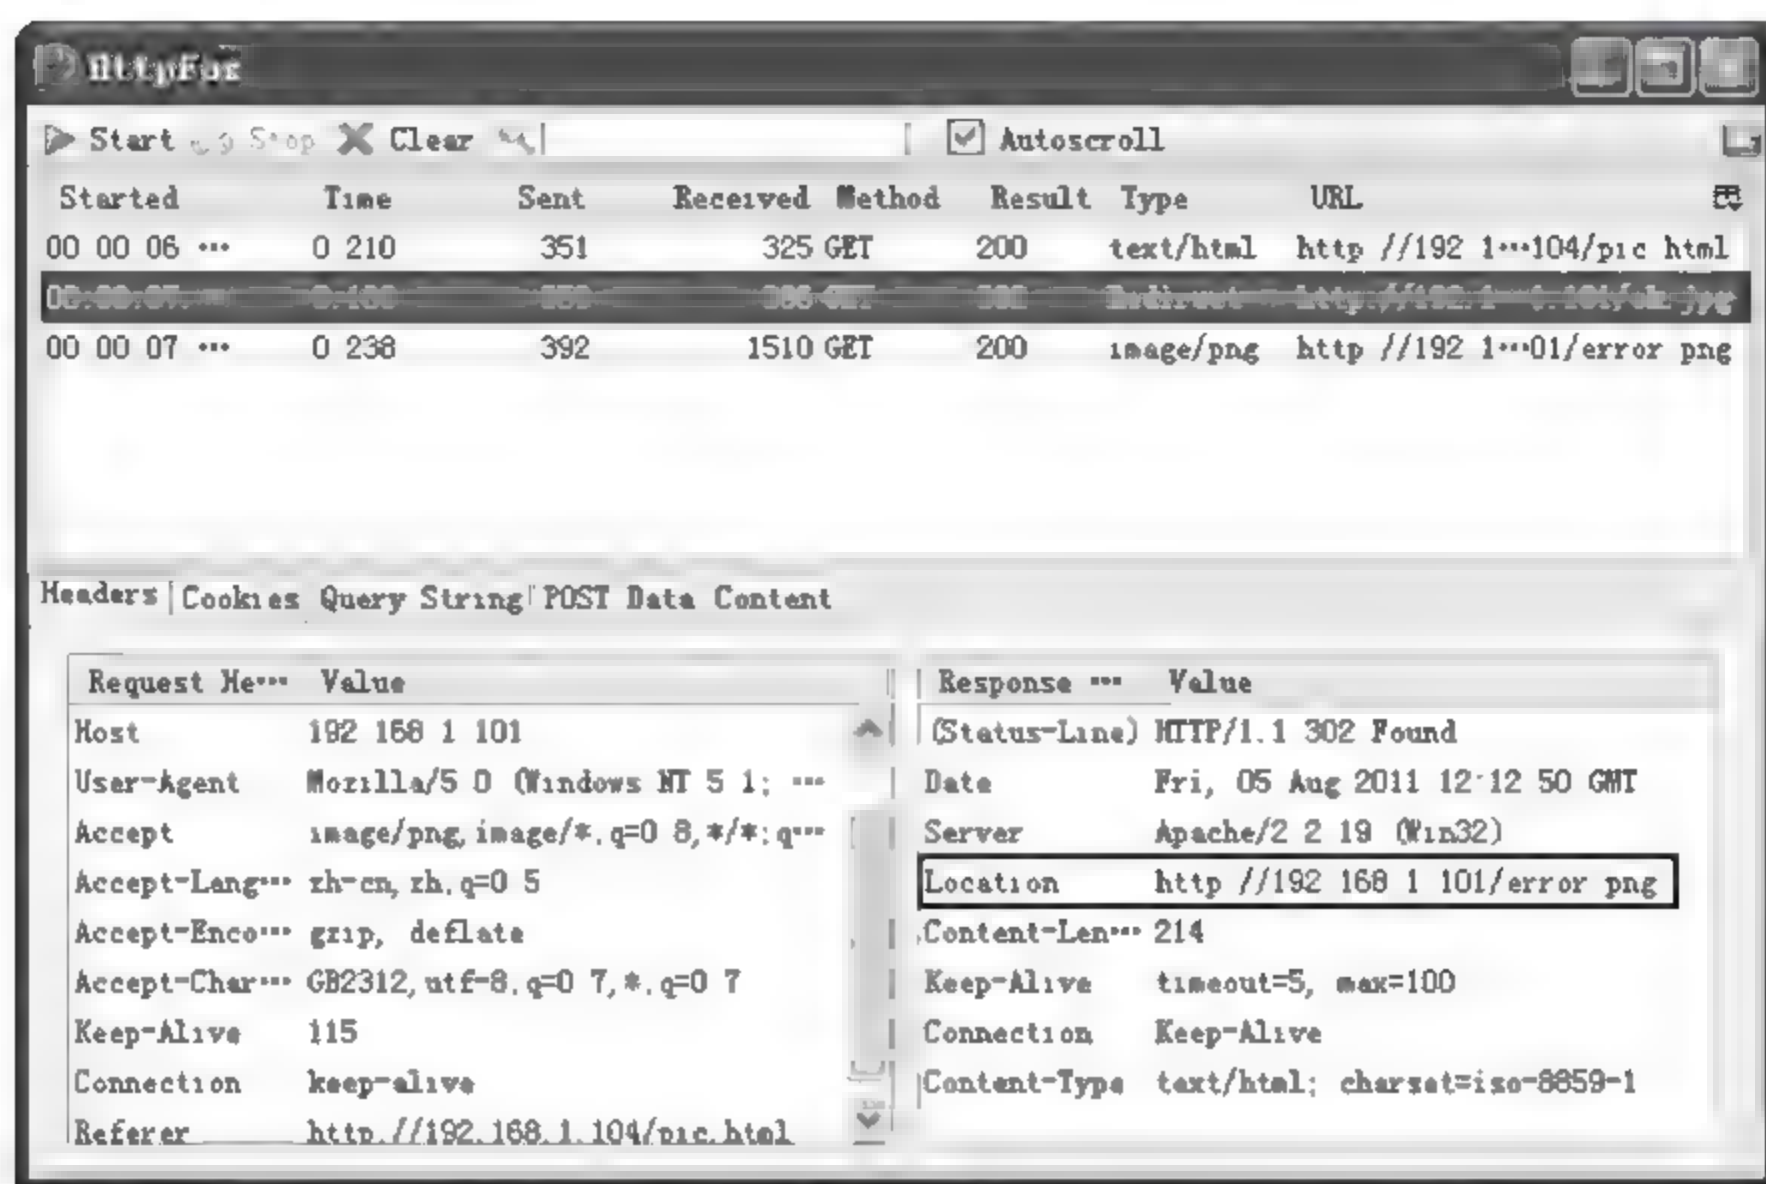 HttpFox
Start Stop Clear Autoscroll
Started Time Sent Received Method Result Type URL
00 00 06 ... 0 210 351 325 GET 200 text/html http //192 1...104/pic html
00 00 07 ... 0 238 392 1510 GET 200 image/png http //192 1...01/error png
Headers Cookies Query String POST Data Content
Request He... Value
Host 192 168 1 101
User-Agent Mozilla/5 0 (Windows NT 5 1; ...
Accept image/png,image/*,q=0 8,*/*;q...
Accept-Lang... zh-cn,zh,q=0 5
Accept-Enco... gzip, deflate
Accept-Char... GB2312,utf-8,q=0 7,*,q=0 7
Keep-Alive 115
Connection keep-alive
Referer http://192.168.1.104/pic.html
Response ... Value
(Status-Line) HTTP/1.1 302 Found
Date Fri, 05 Aug 2011 12:12 50 GMT
Server Apache/2 2 19 (Win32)
Location http //192 168 1 101/error png
Content-Len... 214
Keep-Alive timeout=5, max=100
Connection Keep-Alive
Content-Type text/html; charset=iso-8859-1